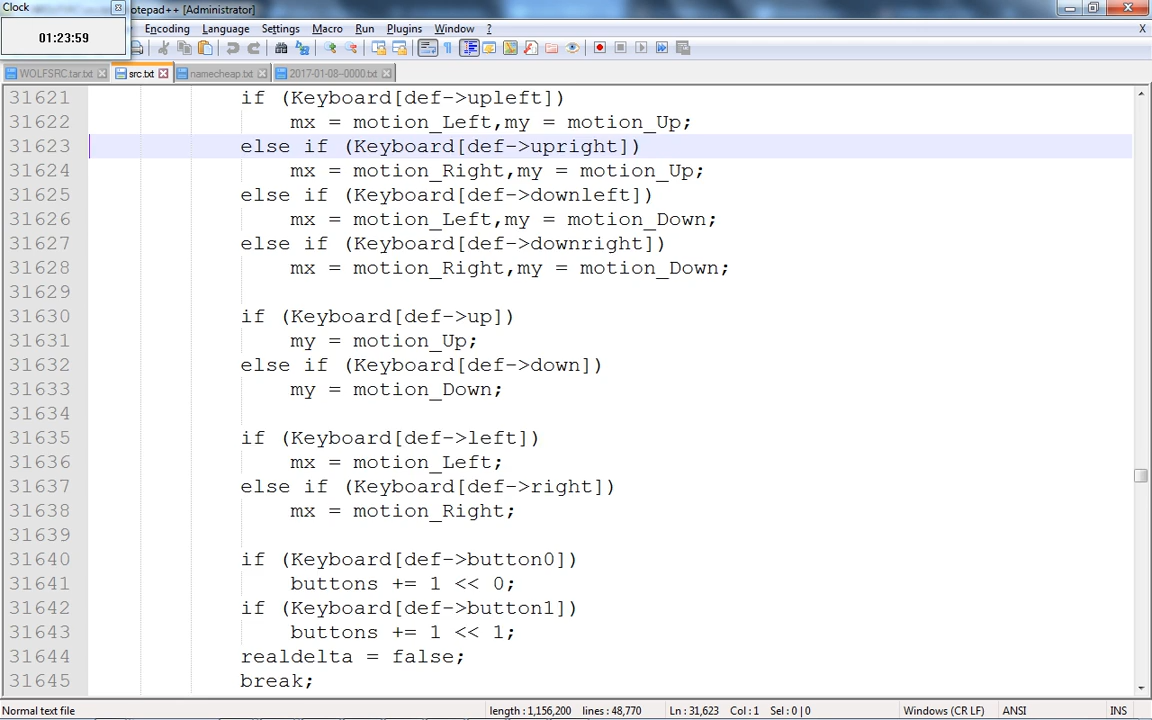 Clock
otepad++ [Administrator]
01:23:59
Encoding Language Settings Macro Run Plugins Window ?
X
WOLFSRC.tar.txt src.txt namecheap.txt 2017-01-08--0000.txt
31621 if (Keyboard[def->upleft])
31622 mx = motion_Left,my = motion_Up;
31623 else if (Keyboard[def->upright])
31624 mx = motion_Right,my = motion_Up;
31625 else if (Keyboard[def->downleft])
31626 mx = motion_Left,my = motion_Down;
31627 else if (Keyboard[def->downright])
31628 mx = motion_Right,my = motion_Down;
31629
31630 if (Keyboard[def->up])
31631 my = motion_Up;
31632 else if (Keyboard[def->down])
31633 my = motion_Down;
31634
31635 if (Keyboard[def->left])
31636 mx = motion_Left;
31637 else if (Keyboard[def->right])
31638 mx = motion_Right;
31639
31640 if (Keyboard[def->button0])
31641 buttons += 1 << 0;
31642 if (Keyboard[def->button1])
31643 buttons += 1 << 1;
31644 realdelta = false;
31645 break;
Normal text file length : 1,156,200 lines : 48,770 Ln : 31,623 Col : 1 Sel : 0 | 0 Windows (CR LF) ANSI INS